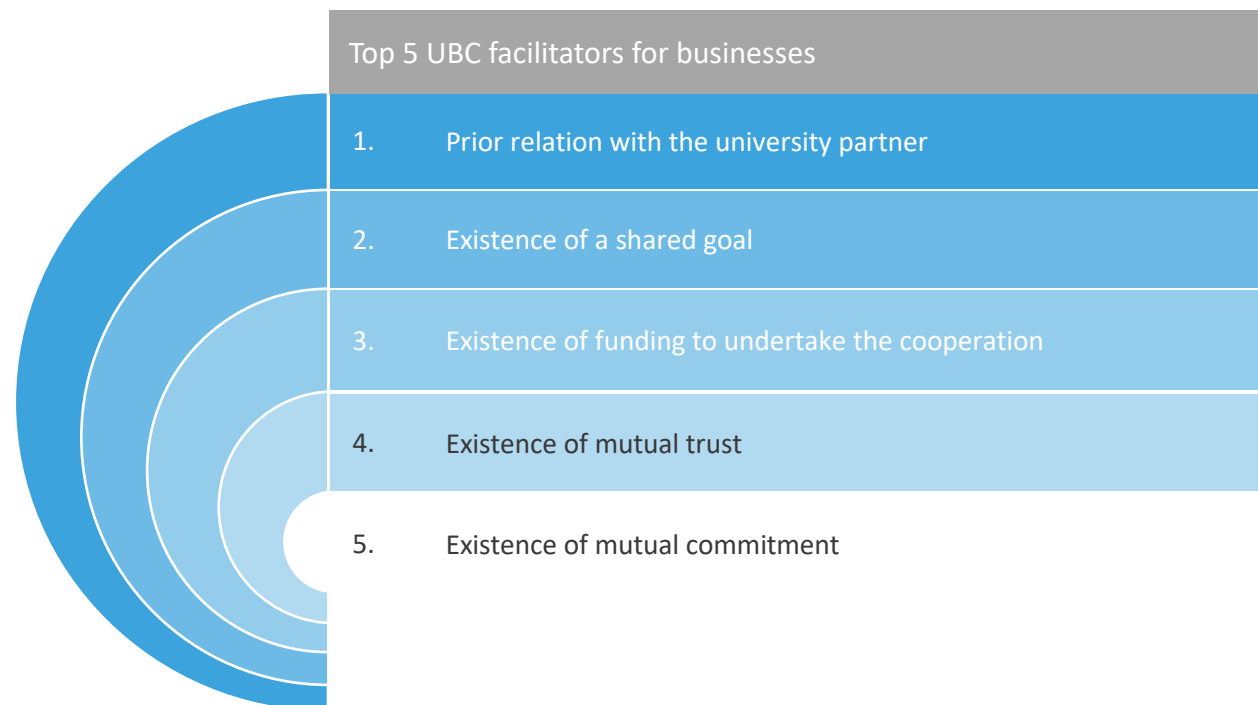 Top 5 UBC facilitators for businesses
1. Prior relation with the university partner
2. Existence of a shared goal
3. Existence of funding to undertake the cooperation
4. Existence of mutual trust
5. Existence of mutual commitment